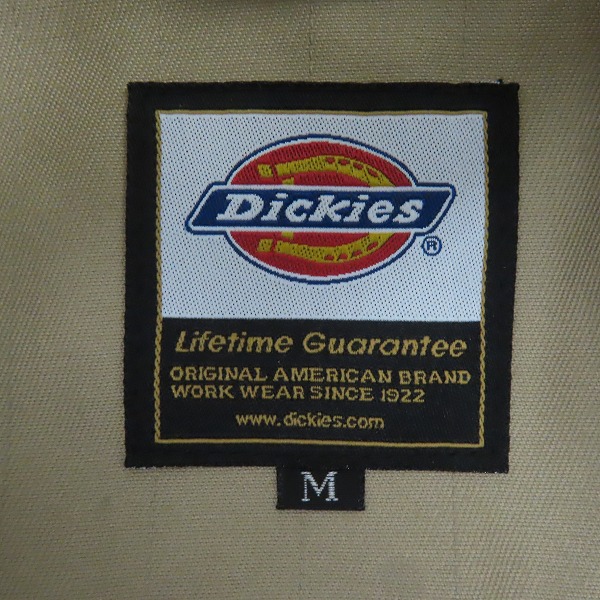 Dickies
®
Lifetime Guarantee
ORIGINAL AMERICAN BRAND
WORK WEAR SINCE 1922
www.dickies.com
M